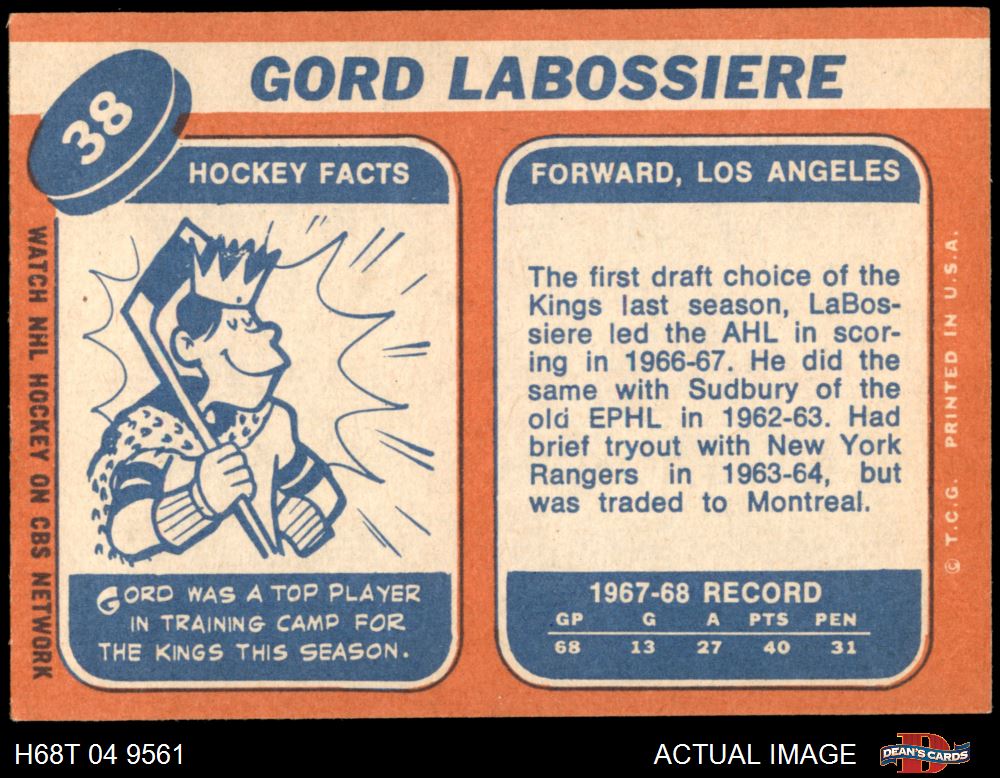 38
GORD LABOSSIERE
HOCKEY FACTS
GORD WAS A TOP PLAYER
IN TRAINING CAMP FOR
THE KINGS THIS SEASON.
FORWARD, LOS ANGELES
The first draft choice of the
Kings last season, LaBos-
siere led the AHL in scor-
ing in 1966-67. He did the
same with Sudbury of the
old EPHL in 1962-63. Had
brief tryout with New York
Rangers in 1963-64, but
was traded to Montreal.
1967-68 RECORD
GP G A PTS PEN
68 13 27 40 31
WATCH NHL HOCKEY ON CBS NETWORK
© T.C.G. PRINTED IN U.S.A.
H68T 04 9561
ACTUAL IMAGE
DEAN'S CARDS